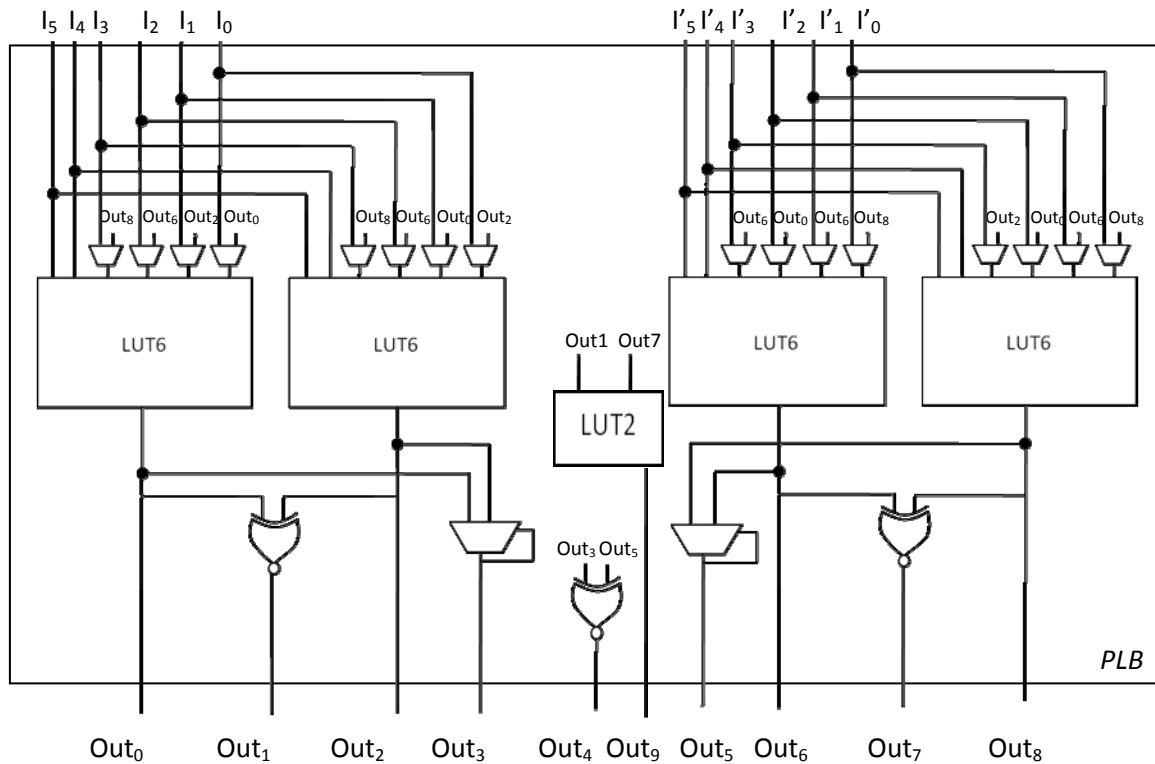 I₅ I₄ I₃ I₂ I₁ I₀ I’₅ I’₄ I’₃ I’₂ I’₁ I’₀
Out₈ Out₆ Out₂ Out₀ Out₈ Out₆ Out₀ Out₂ Out₆ Out₀ Out₆ Out₈ Out₂ Out₀ Out₆ Out₈
LUT6 LUT6 LUT6 LUT6
Out1 Out7
LUT2
Out₃ Out₅
PLB
Out₀ Out₁ Out₂ Out₃ Out₄ Out₉ Out₅ Out₆ Out₇ Out₈